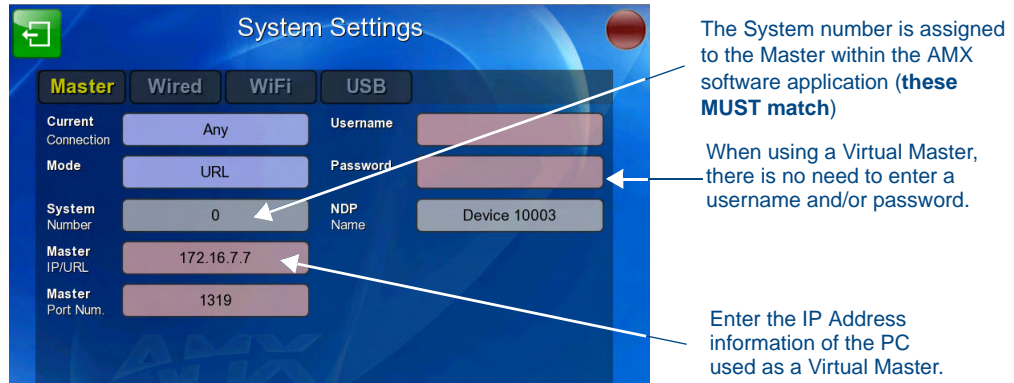 System Settings
Master Wired WiFi USB
Current
Connection
Any
Username
Mode
URL
Password
System
Number
0
NDP
Name
Device 10003
Master
IP/URL
172.16.7.7
Master
Port Num.
1319
AMX
The System number is assigned
to the Master within the AMX
software application (these
MUST match)
When using a Virtual Master,
there is no need to enter a
username and/or password.
Enter the IP Address
information of the PC
used as a Virtual Master.